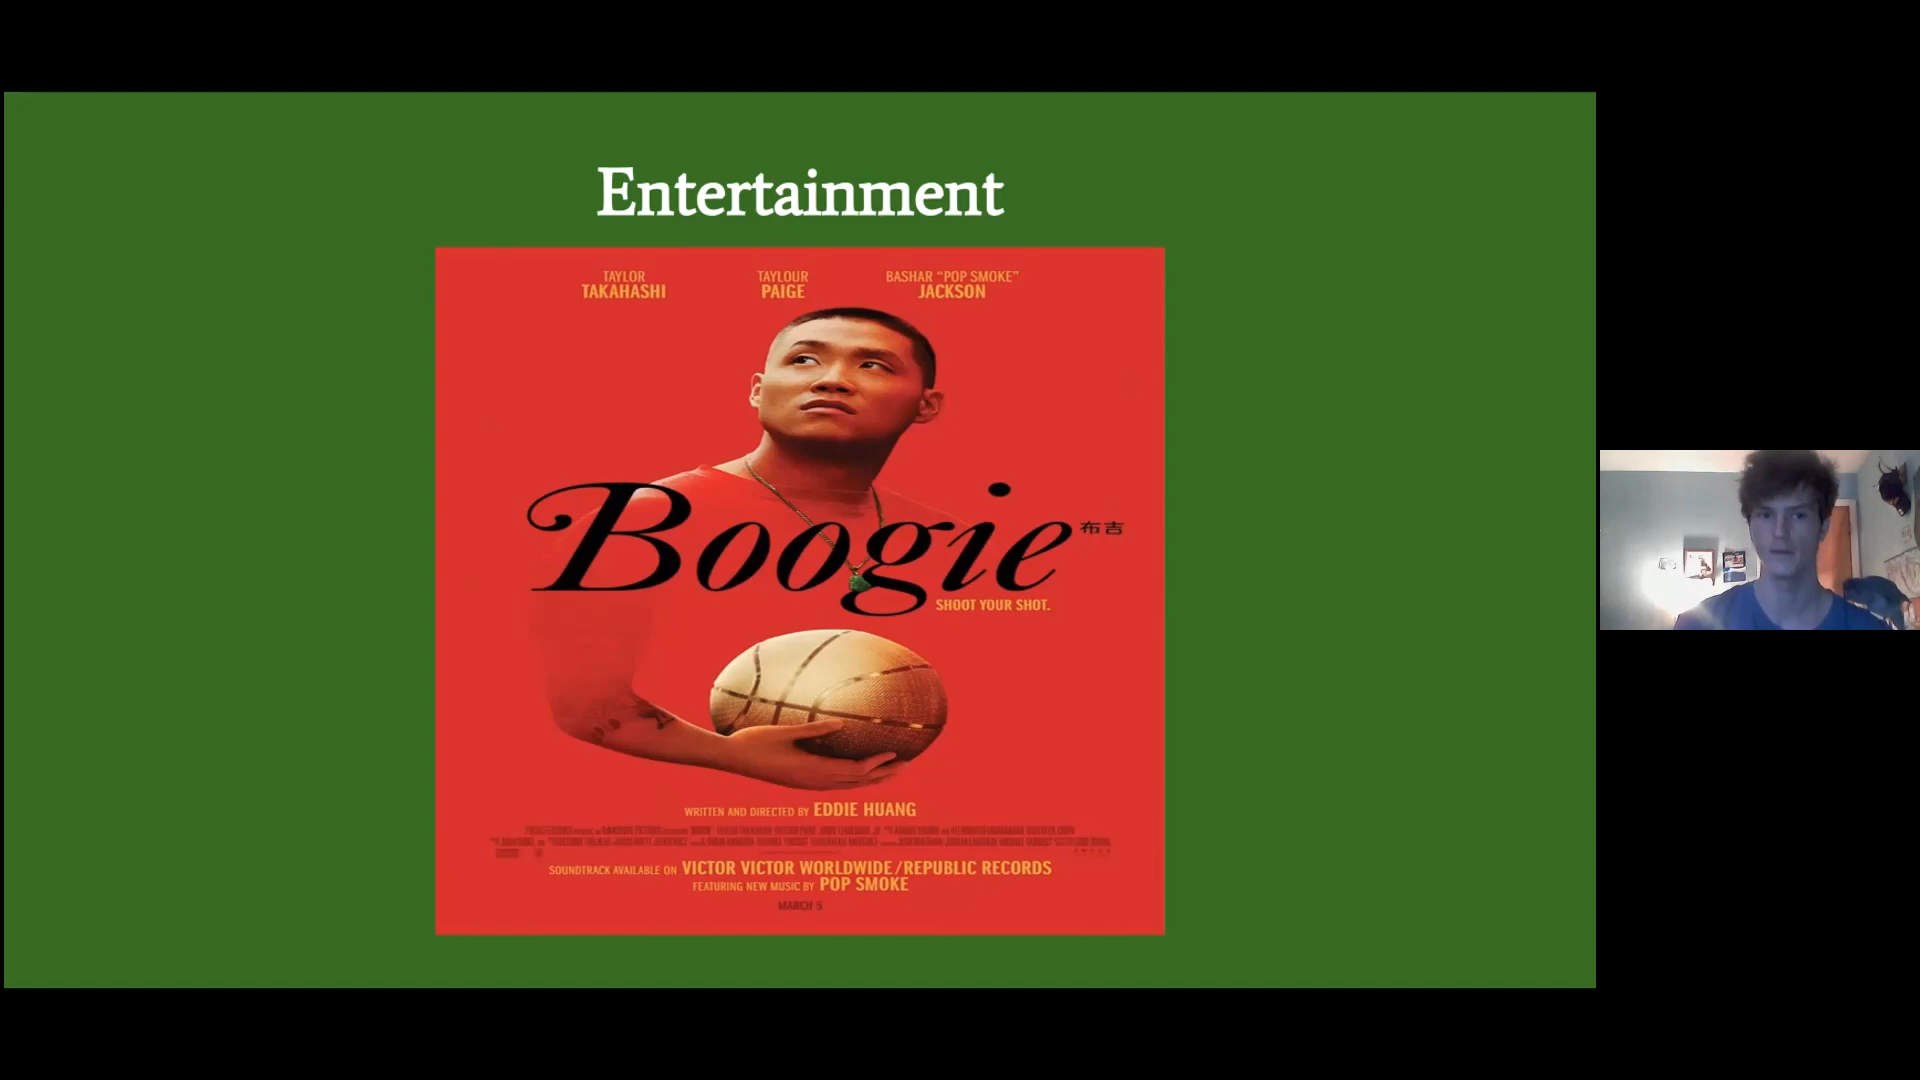 Entertainment
TAYLOR TAKAHASHI
TAYLOUR PAIGE
BASHAR “POP SMOKE” JACKSON
Boogie 布吉
SHOOT YOUR SHOT.
WRITTEN AND DIRECTED BY EDDIE HUANG
SOUNDTRACK AVAILABLE ON VICTOR VICTOR WORLDWIDE/REPUBLIC RECORDS
FEATURING NEW MUSIC BY POP SMOKE
MARCH 5